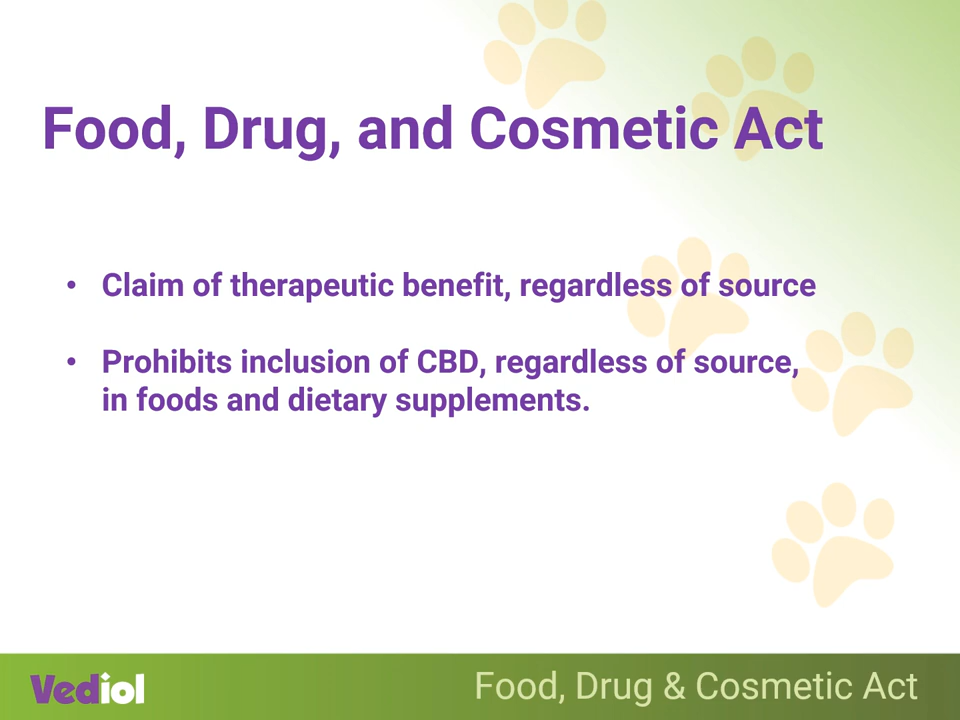 Food, Drug, and Cosmetic Act
• Claim of therapeutic benefit, regardless of source
• Prohibits inclusion of CBD, regardless of source,
in foods and dietary supplements.
Vediol
Food, Drug & Cosmetic Act